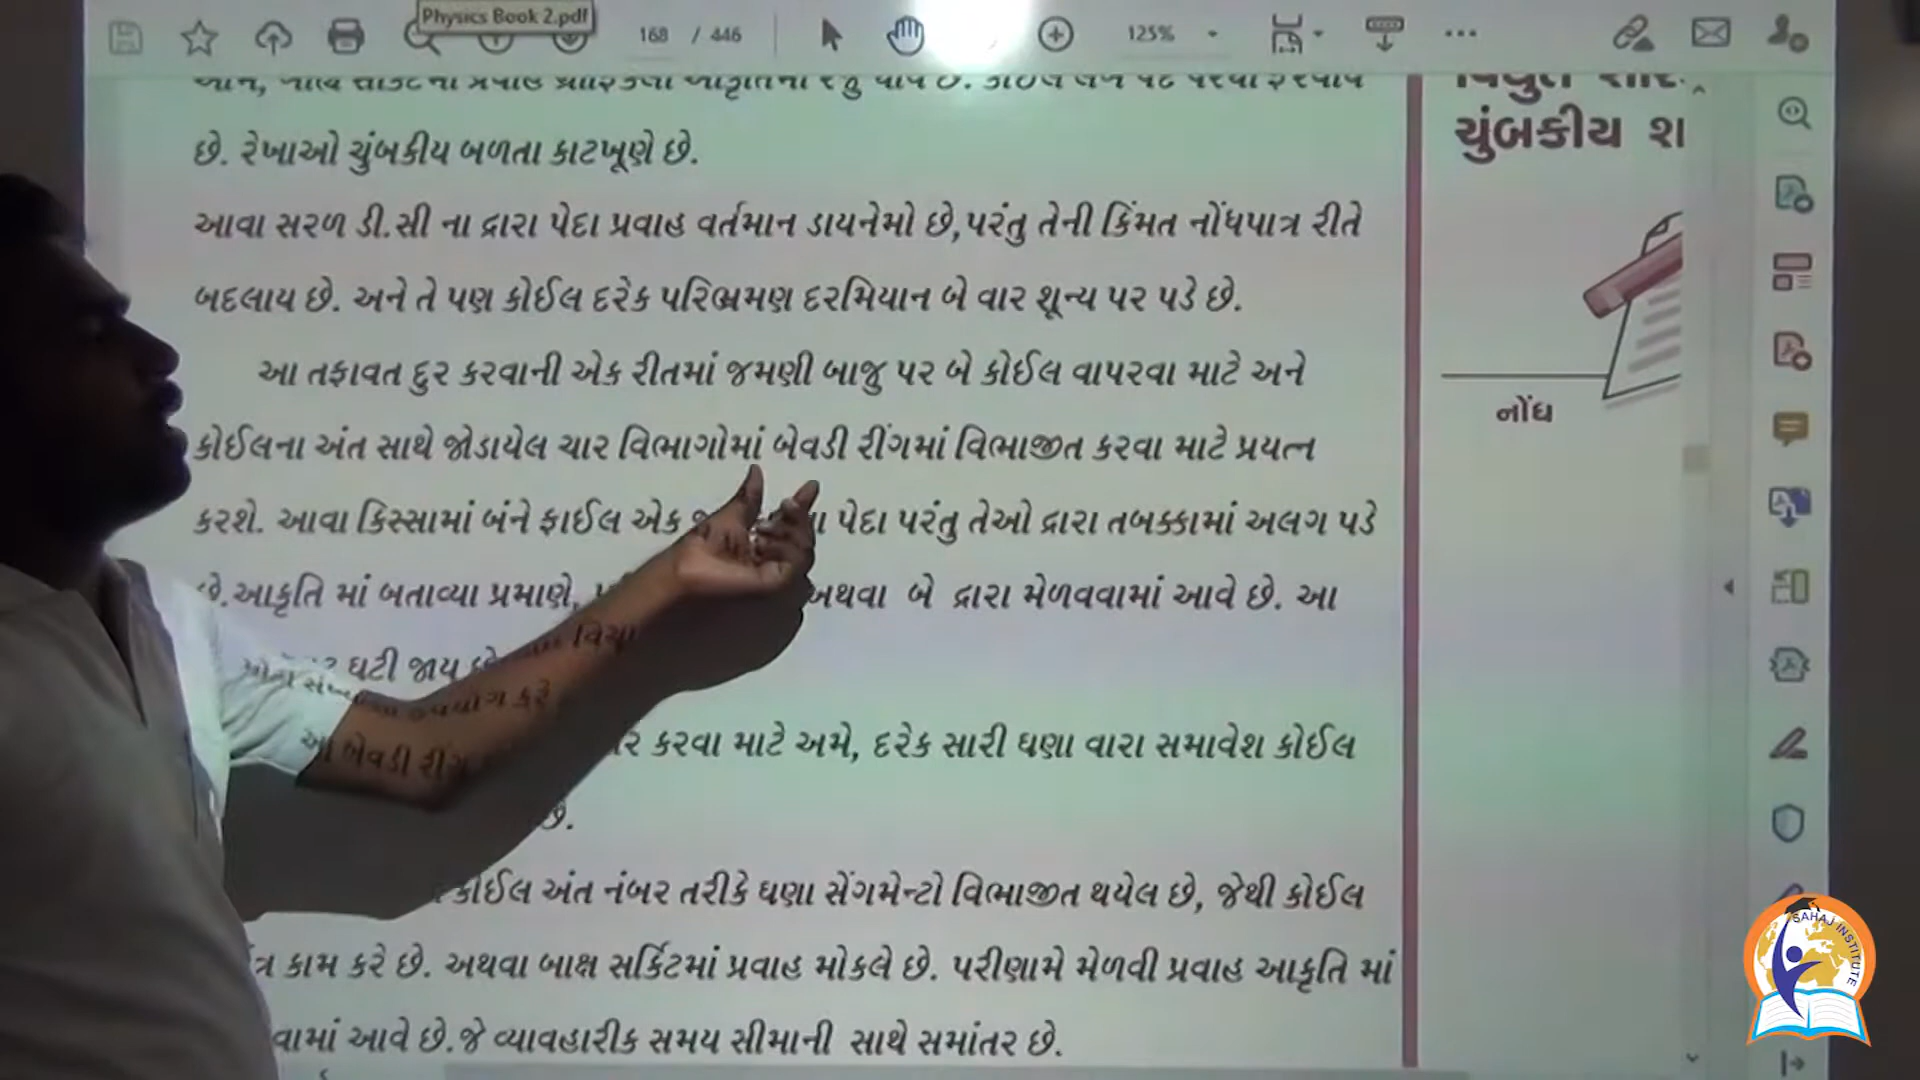 Physics Book 2.pdf
168 / 446
125%
ચુંબકીય શ
છે. રેખાઓ ચુંબકીય બળતા કાટખૂણે છે.
આવા સરળ ડી.સી ના દ્રારા પેદા પ્રવાહ વર્તમાન ડાયનેમો છે,પરંતુ તેની કિંમત નોંધપાત્ર રીતે
બદલાય છે. અને તે પણ કોઈલ દરેક પરિભ્રમણ દરમિયાન બે વાર શૂન્ય પર પડે છે.
આ તફાવત દુર કરવાની એક રીતમાં જમણી બાજુ પર બે કોઈલ વાપરવા માટે અને
કોઈલના અંત સાથે જોડાયેલ ચાર વિભાગોમાં બેવડી રીંગમાં વિભાજીત કરવા માટે પ્રયત્ન
કરશે. આવા કિસ્સામાં બંને ફાઈલ એક પેદા પરંતુ તેઓ દ્રારા તબક્કામાં અલગ પડે
છે.આકૃતિ માં બતાવ્યા પ્રમાણે, અથવા બે દ્રારા મેળવવામાં આવે છે. આ
ઘટી જાય
ઉપયોગ કરે
આ બેવડી રીંગ કરવા માટે અમે, દરેક સારી ઘણા વારા સમાવેશ કોઈલ
છે.
કોઈલ અંત નંબર તરીકે ઘણા સેંગમેન્ટો વિભાજીત થયેલ છે, જેથી કોઈલ
કામ કરે છે. અથવા બાક્ષ સર્કિટમાં પ્રવાહ મોકલે છે. પરીણામે મેળવી પ્રવાહ આકૃતિ માં
આવે છે.જે વ્યાવહારીક સમય સીમાની સાથે સમાંતર છે.
નોંધ
SAHAJ INSTITUTE